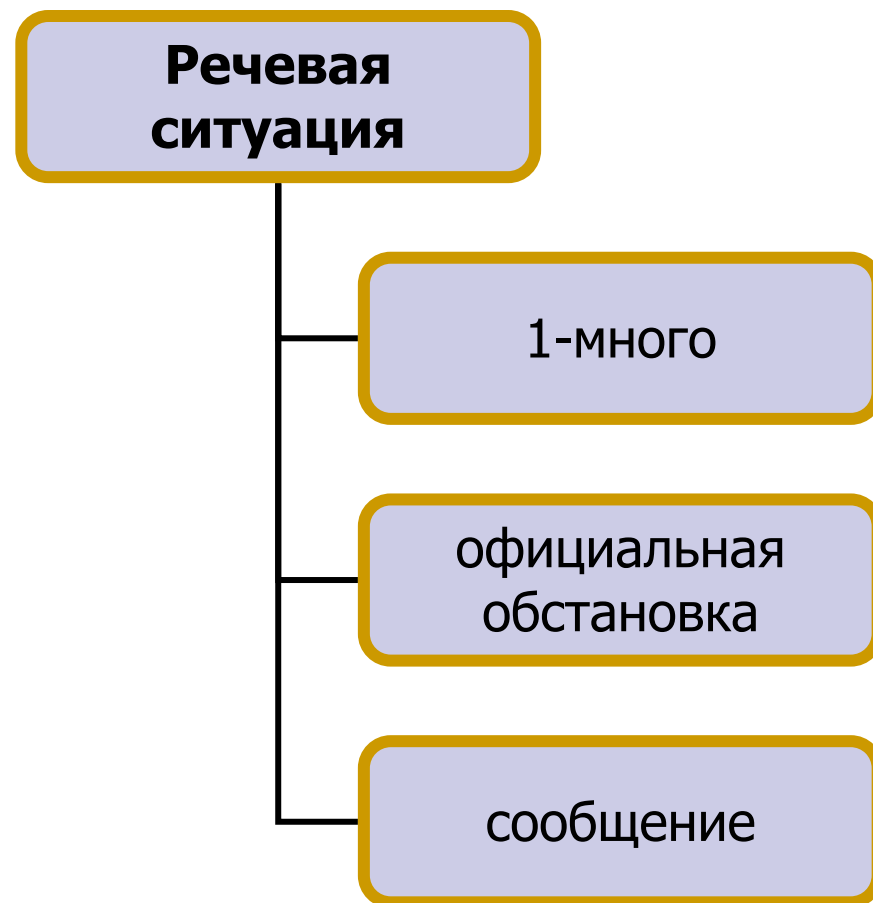 Речевая
ситуация
1-много
официальная
обстановка
сообщение